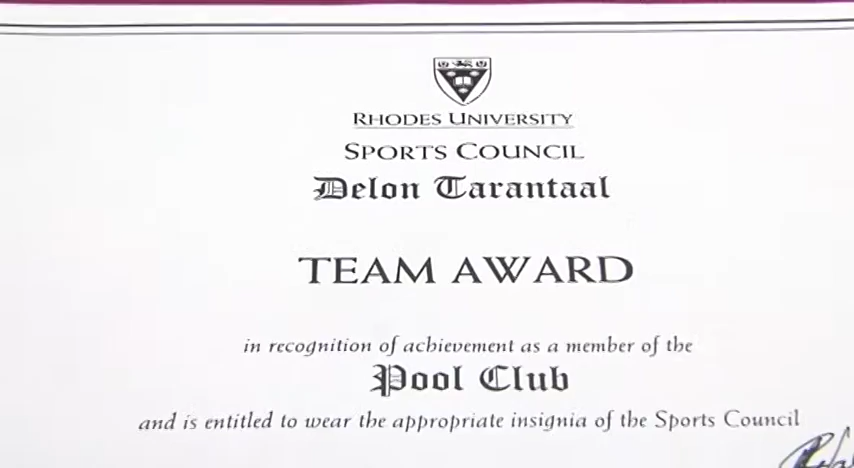 RHODES UNIVERSITY
SPORTS COUNCIL
Delon Tarantaal
TEAM AWARD
in recognition of achievement as a member of the
Pool Club
and is entitled to wear the appropriate insignia of the Sports Council